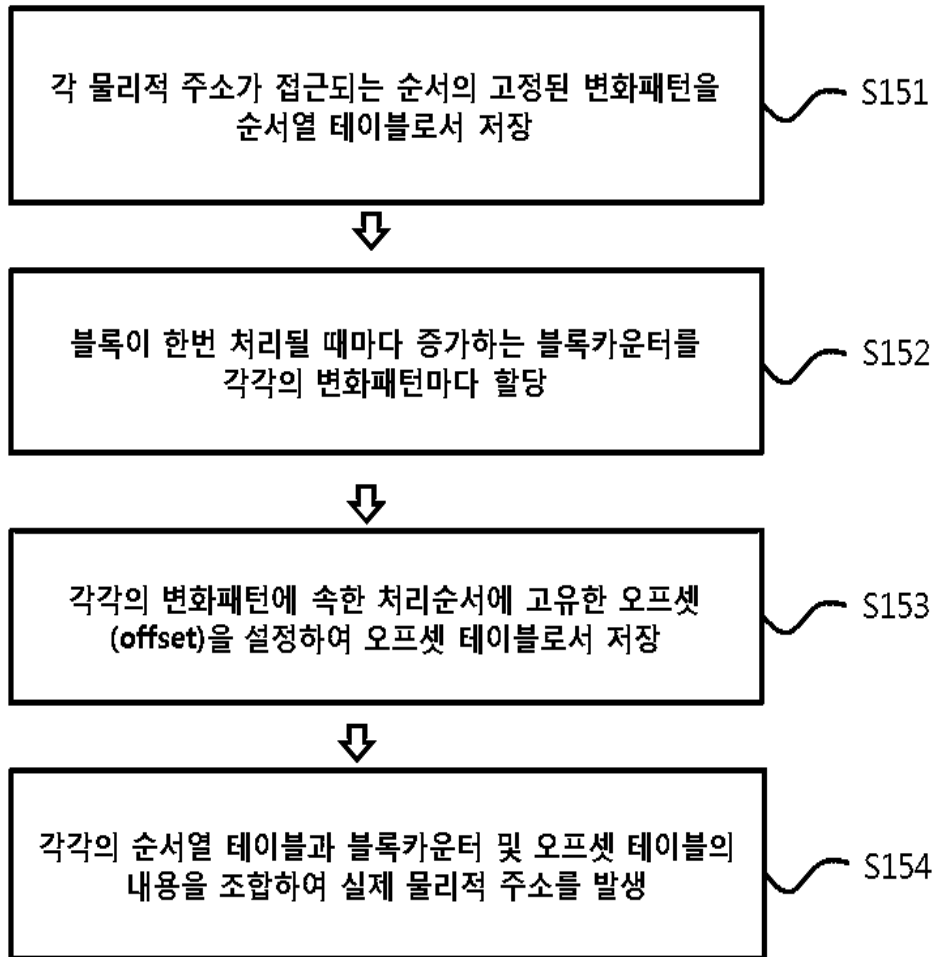 각 물리적 주소가 접근되는 순서의 고정된 변화패턴을
순서열 테이블로서 저장
S151
블록이 한번 처리될 때마다 증가하는 블록카운터를
각각의 변화패턴마다 할당
S152
각각의 변화패턴에 속한 처리순서에 고유한 오프셋
(offset)을 설정하여 오프셋 테이블로서 저장
S153
각각의 순서열 테이블과 블록카운터 및 오프셋 테이블의
내용을 조합하여 실제 물리적 주소를 발생
S154